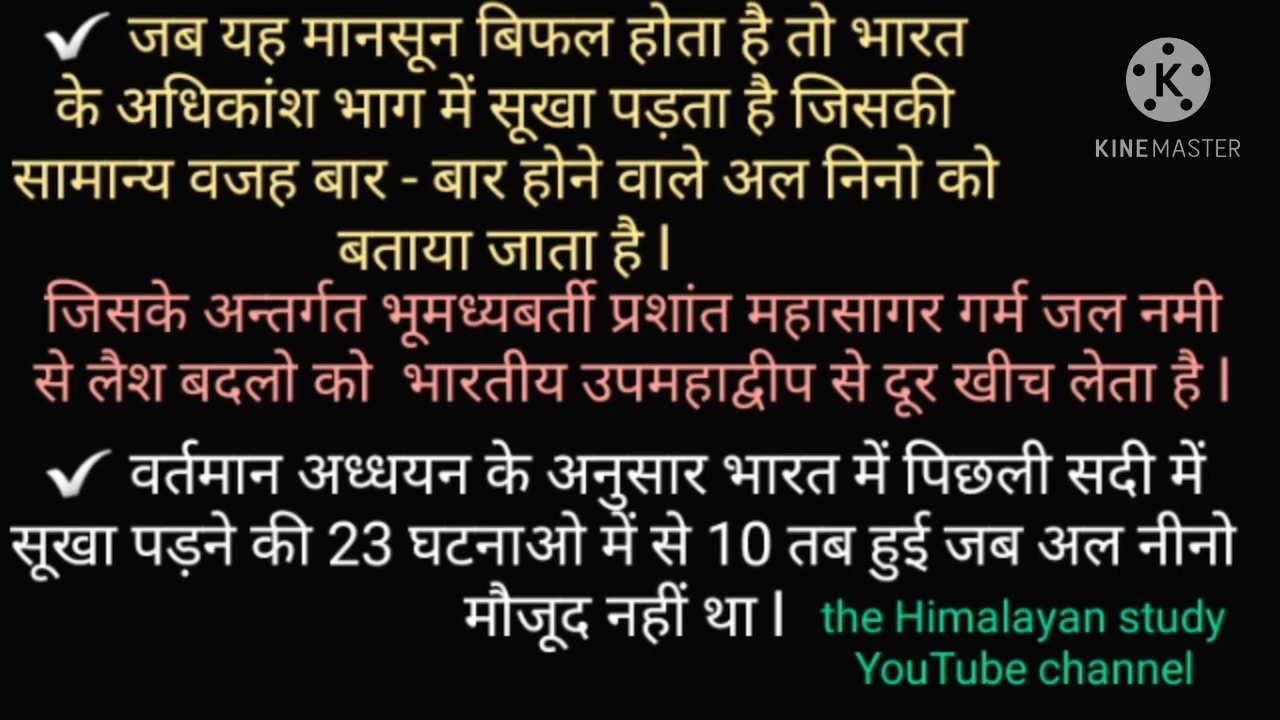 ✓ जब यह मानसून बिफल होता है तो भारत
के अधिकांश भाग में सूखा पड़ता है जिसकी
सामान्य वजह बार - बार होने वाले अल निनो को
बताया जाता है l
जिसके अन्तर्गत भूमध्यबर्ती प्रशांत महासागर गर्म जल नमी
से लैश बदलो को भारतीय उपमहाद्वीप से दूर खीच लेता है l
✓ वर्तमान अध्धयन के अनुसार भारत में पिछली सदी में
सूखा पड़ने की 23 घटनाओ में से 10 तब हुई जब अल नीनो
मौजूद नहीं था l
the Himalayan study
YouTube channel
K
KINEMASTER